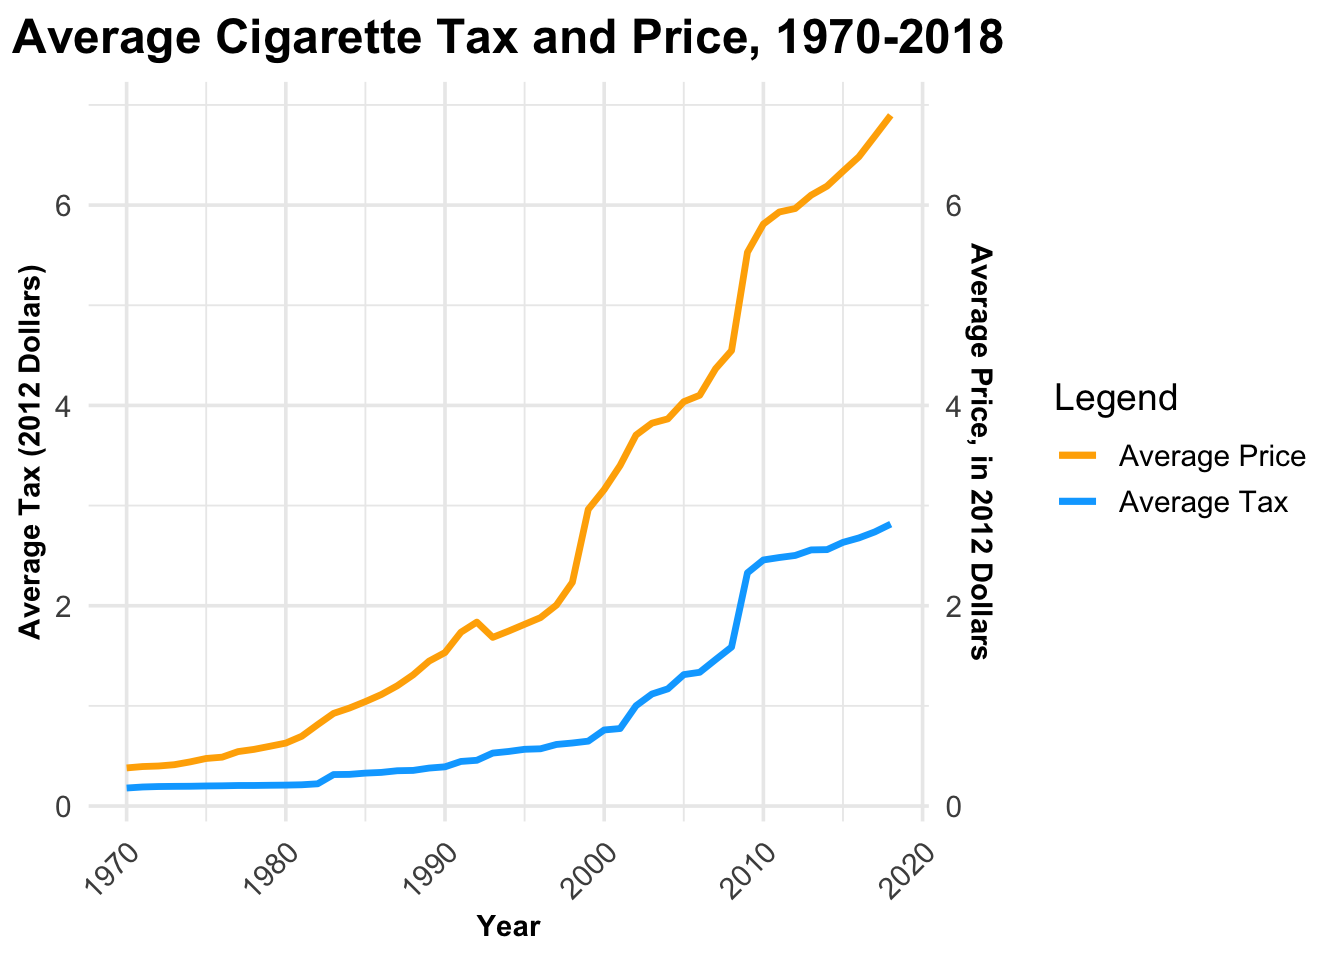 Average Cigarette Tax and Price, 1970-2018
Average Tax (2012 Dollars)
6
4
2
0
6
4
2
0
Average Price, in 2012 Dollars
1970
1980
1990
2000
2010
2020
Year
Legend
Average Price
Average Tax